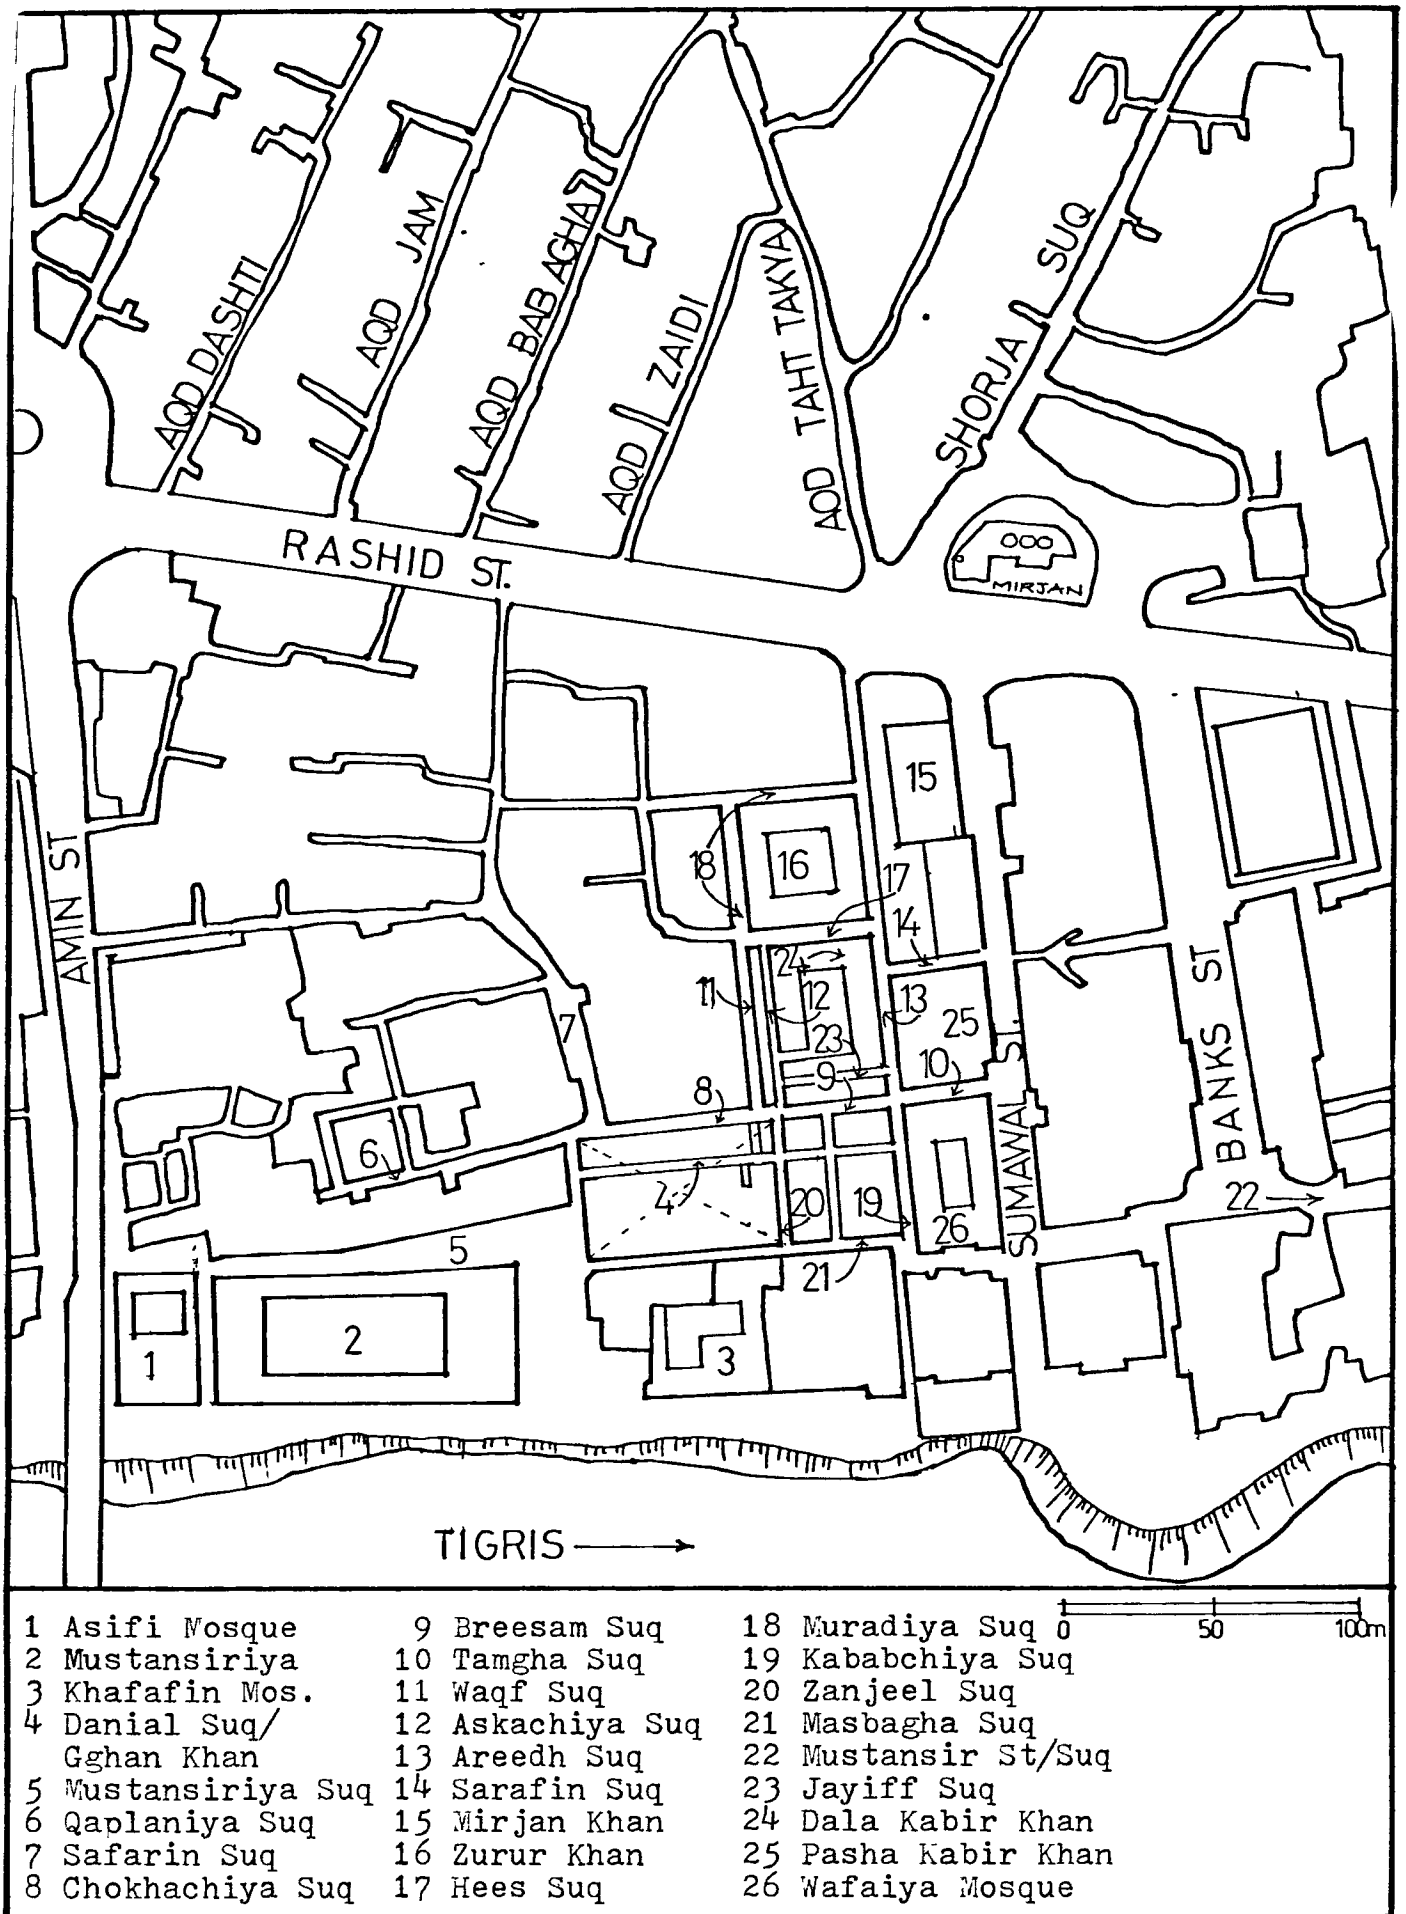 AQD DASHTI
AQD JAM
AQD BAB AGHA
AQD ZAIDI
AQD TAHT TAKYA
SHORJA SUQ
RASHID ST.
MIRJAN
AMIN ST
15
16
18
17
14
24
11
12
13
25
7
23
10
9
8
SUMAWAL ST.
BANKS ST
6
4
20
19
26
22
5
21
1
2
3
TIGRIS
0 50 100m
1 Asifi Mosque
2 Mustansiriya
3 Khafafin Mos.
4 Danial Suq/
Gghan Khan
5 Mustansiriya Suq
6 Qaplaniya Suq
7 Safarin Suq
8 Chokhachiya Suq
9 Breesam Suq
10 Tamgha Suq
11 Waqf Suq
12 Askachiya Suq
13 Areedh Suq
14 Sarafin Suq
15 Mirjan Khan
16 Zurur Khan
17 Hees Suq
18 Muradiya Suq
19 Kababchiya Suq
20 Zanjeel Suq
21 Masbagha Suq
22 Mustansir St/Suq
23 Jayiff Suq
24 Dala Kabir Khan
25 Pasha Kabir Khan
26 Wafaiya Mosque